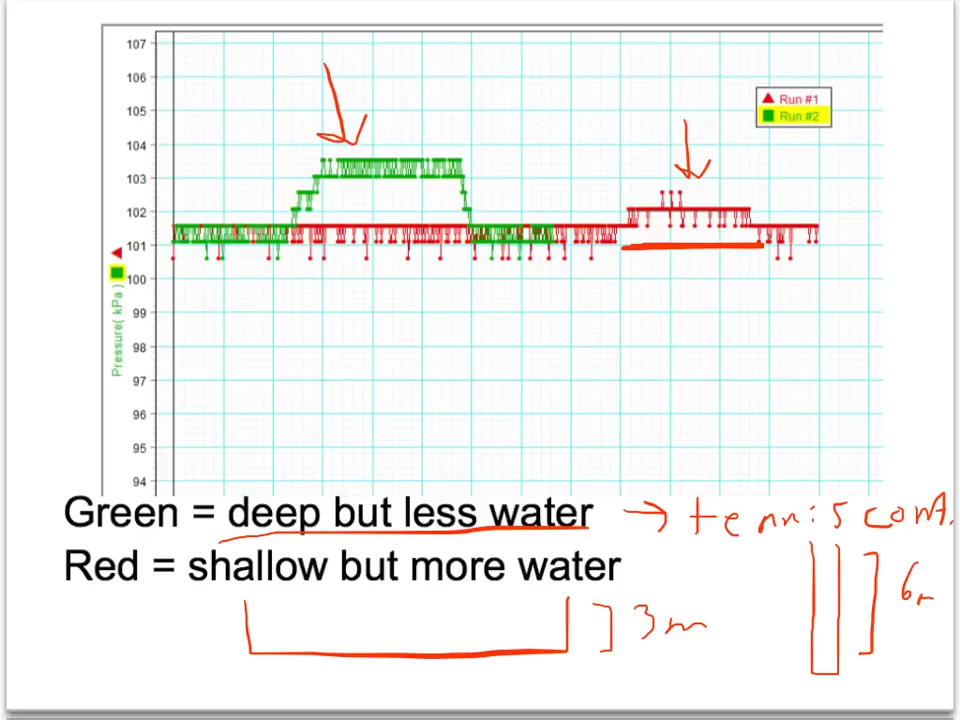 107
106
105
104
103
102
101
100
99
98
97
96
95
94
Pressure( kPa )
Run #1
Run #2
Green = deep but less water → tennis cont.
Red = shallow but more water
3m
6m